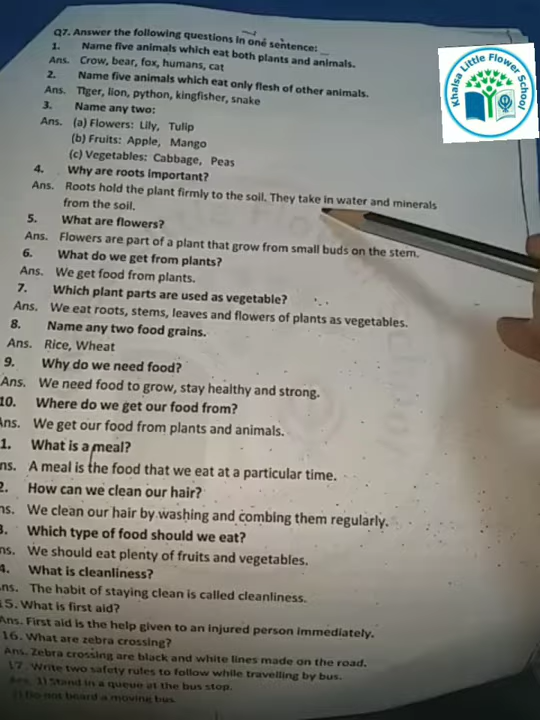 Q7. Answer the following questions in one sentence:
1. Name five animals which eat both plants and animals.
Ans. Crow, bear, fox, humans, cat
2. Name five animals which eat only flesh of other animals.
Ans. Tiger, lion, python, kingfisher, snake
3. Name any two:
Ans. (a) Flowers: Lily, Tulip
(b) Fruits: Apple, Mango
(c) Vegetables: Cabbage, Peas
4. Why are roots important?
Ans. Roots hold the plant firmly to the soil. They take in water and minerals
from the soil.
5. What are flowers?
Ans. Flowers are part of a plant that grow from small buds on the stem.
6. What do we get from plants?
Ans. We get food from plants.
7. Which plant parts are used as vegetable?
Ans. We eat roots, stems, leaves and flowers of plants as vegetables.
8. Name any two food grains.
Ans. Rice, Wheat
9. Why do we need food?
Ans. We need food to grow, stay healthy and strong.
10. Where do we get our food from?
Ans. We get our food from plants and animals.
1. What is a meal?
ns. A meal is the food that we eat at a particular time.
2. How can we clean our hair?
ns. We clean our hair by washing and combing them regularly.
3. Which type of food should we eat?
ns. We should eat plenty of fruits and vegetables.
4. What is cleanliness?
ns. The habit of staying clean is called cleanliness.
15. What is first aid?
Ans. First aid is the help given to an injured person immediately.
16. What are zebra crossing?
Ans. Zebra crossing are black and white lines made on the road.
17. Write two safety rules to follow while travelling by bus.
Ans. 1) Stand in a queue at the bus stop.
Do not board a moving bus.
Khalsa Little Flower School